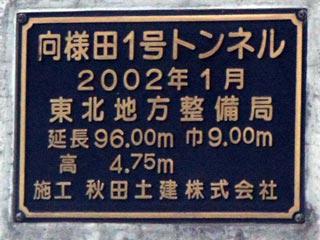 向様田1号トンネル
2002年1月
東北地方整備局
延長96.00m 巾9.00m
高 4.75m
施工 秋田土建株式会社